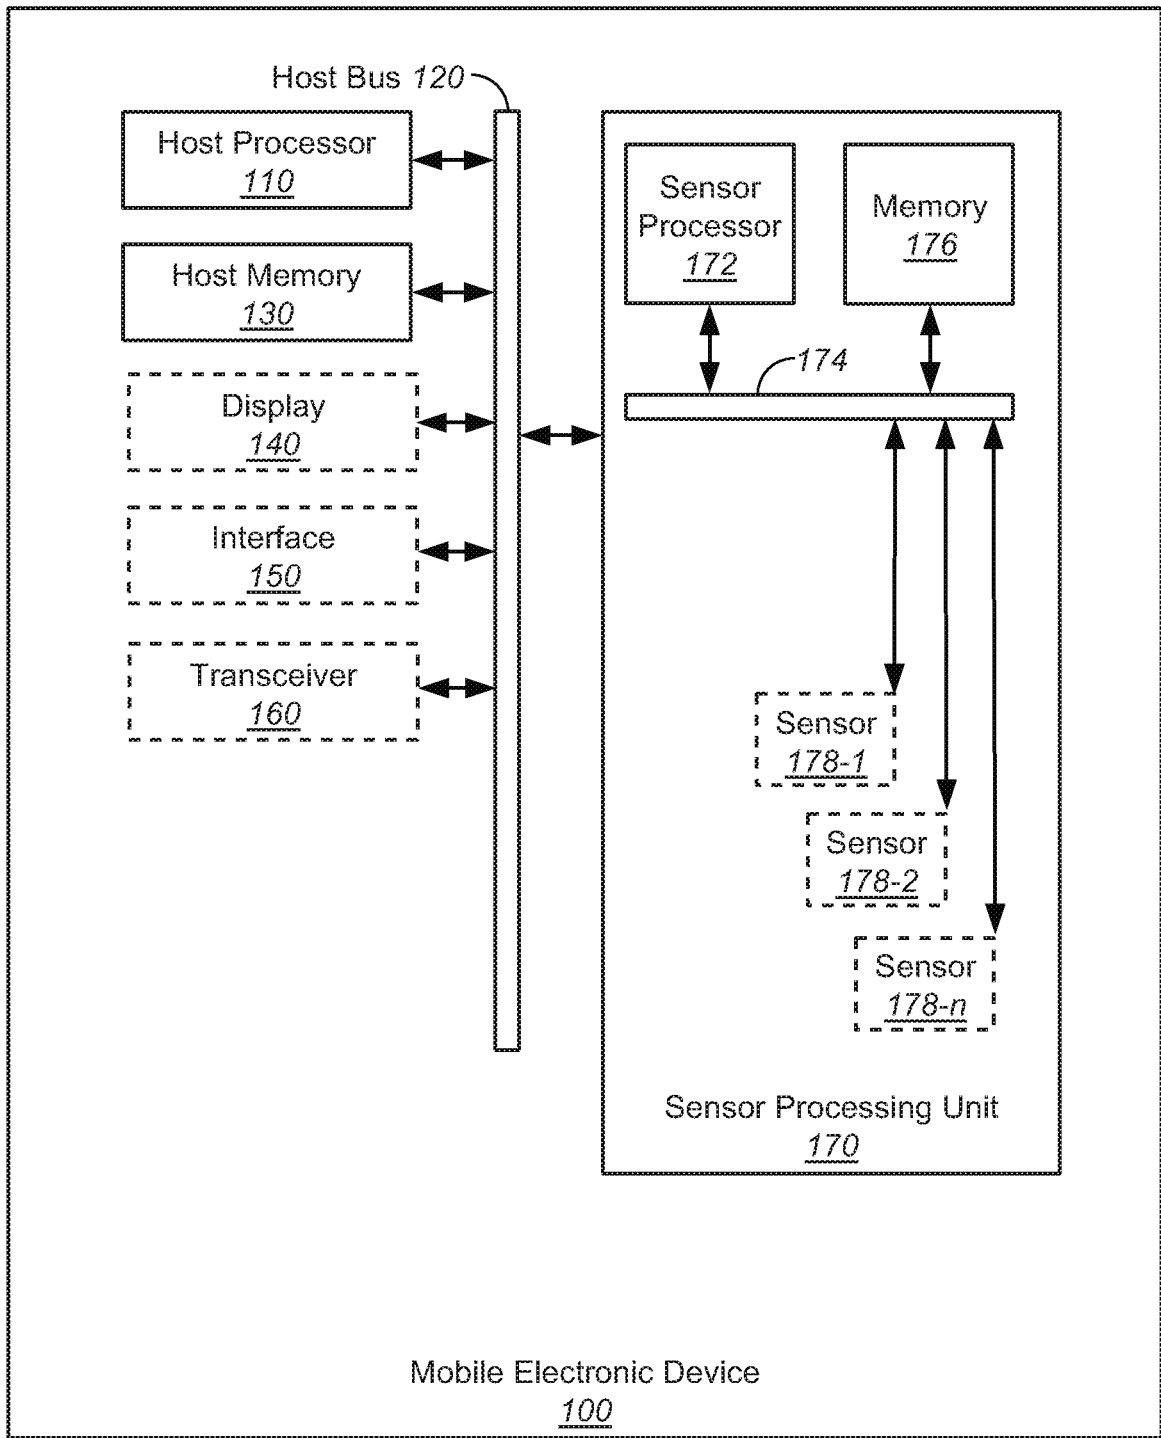 Host Bus 120
Host Processor
110
Host Memory
130
Display
140
Interface
150
Transceiver
160
Sensor
Processor
172
Memory
176
174
Sensor
178-1
Sensor
178-2
Sensor
178-n
Sensor Processing Unit
170
Mobile Electronic Device
100